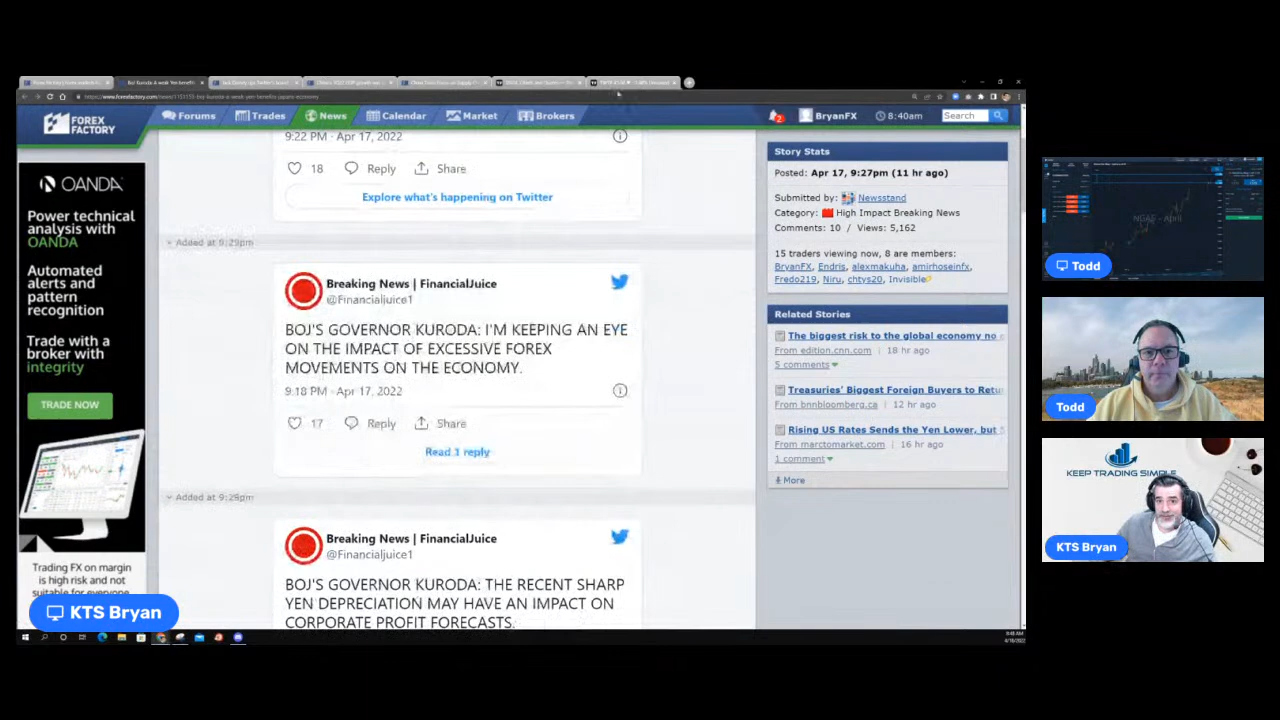 FOREX
FACTORY
Forums
Trades
News
Calendar
Market
Brokers
2
BryanFX
8:40am
Search
OANDA
Power technical
analysis with
OANDA
Automated
alerts and
pattern
recognition
Trade with a
broker with
integrity
TRADE NOW
Trading FX on margin
is high risk and not
suitable for everyone
9:22 PM · Apr 17, 2022
18
Reply
Share
Explore what's happening on Twitter
Added at 9:29pm
Breaking News | FinancialJuice
@Financialjuice1
BOJ'S GOVERNOR KURODA: I'M KEEPING AN EYE
ON THE IMPACT OF EXCESSIVE FOREX
MOVEMENTS ON THE ECONOMY.
9:18 PM · Apr 17, 2022
17
Reply
Share
Read 1 reply
Added at 9:29pm
Breaking News | FinancialJuice
@Financialjuice1
BOJ'S GOVERNOR KURODA: THE RECENT SHARP
YEN DEPRECIATION MAY HAVE AN IMPACT ON
CORPORATE PROFIT FORECASTS.
Story Stats
Posted: Apr 17, 9:27pm (11 hr ago)
Submitted by: Newsstand
Category: High Impact Breaking News
Comments: 10 / Views: 5,162
15 traders viewing now, 8 are members:
BryanFX, Endris, alexmakuha, amirhoseinfx,
Fredo219, Niru, chtys20, Invisible
Related Stories
The biggest risk to the global economy no
From edition.cnn.com | 18 hr ago
5 comments
Treasuries' Biggest Foreign Buyers to Retu
From bnnbloomberg.ca | 12 hr ago
Rising US Rates Sends the Yen Lower, but
From marctomarket.com | 16 hr ago
1 comment
More
KTS Bryan
NGAS - April
Todd
Todd
KEEP TRADING SIMPLE
KTS Bryan